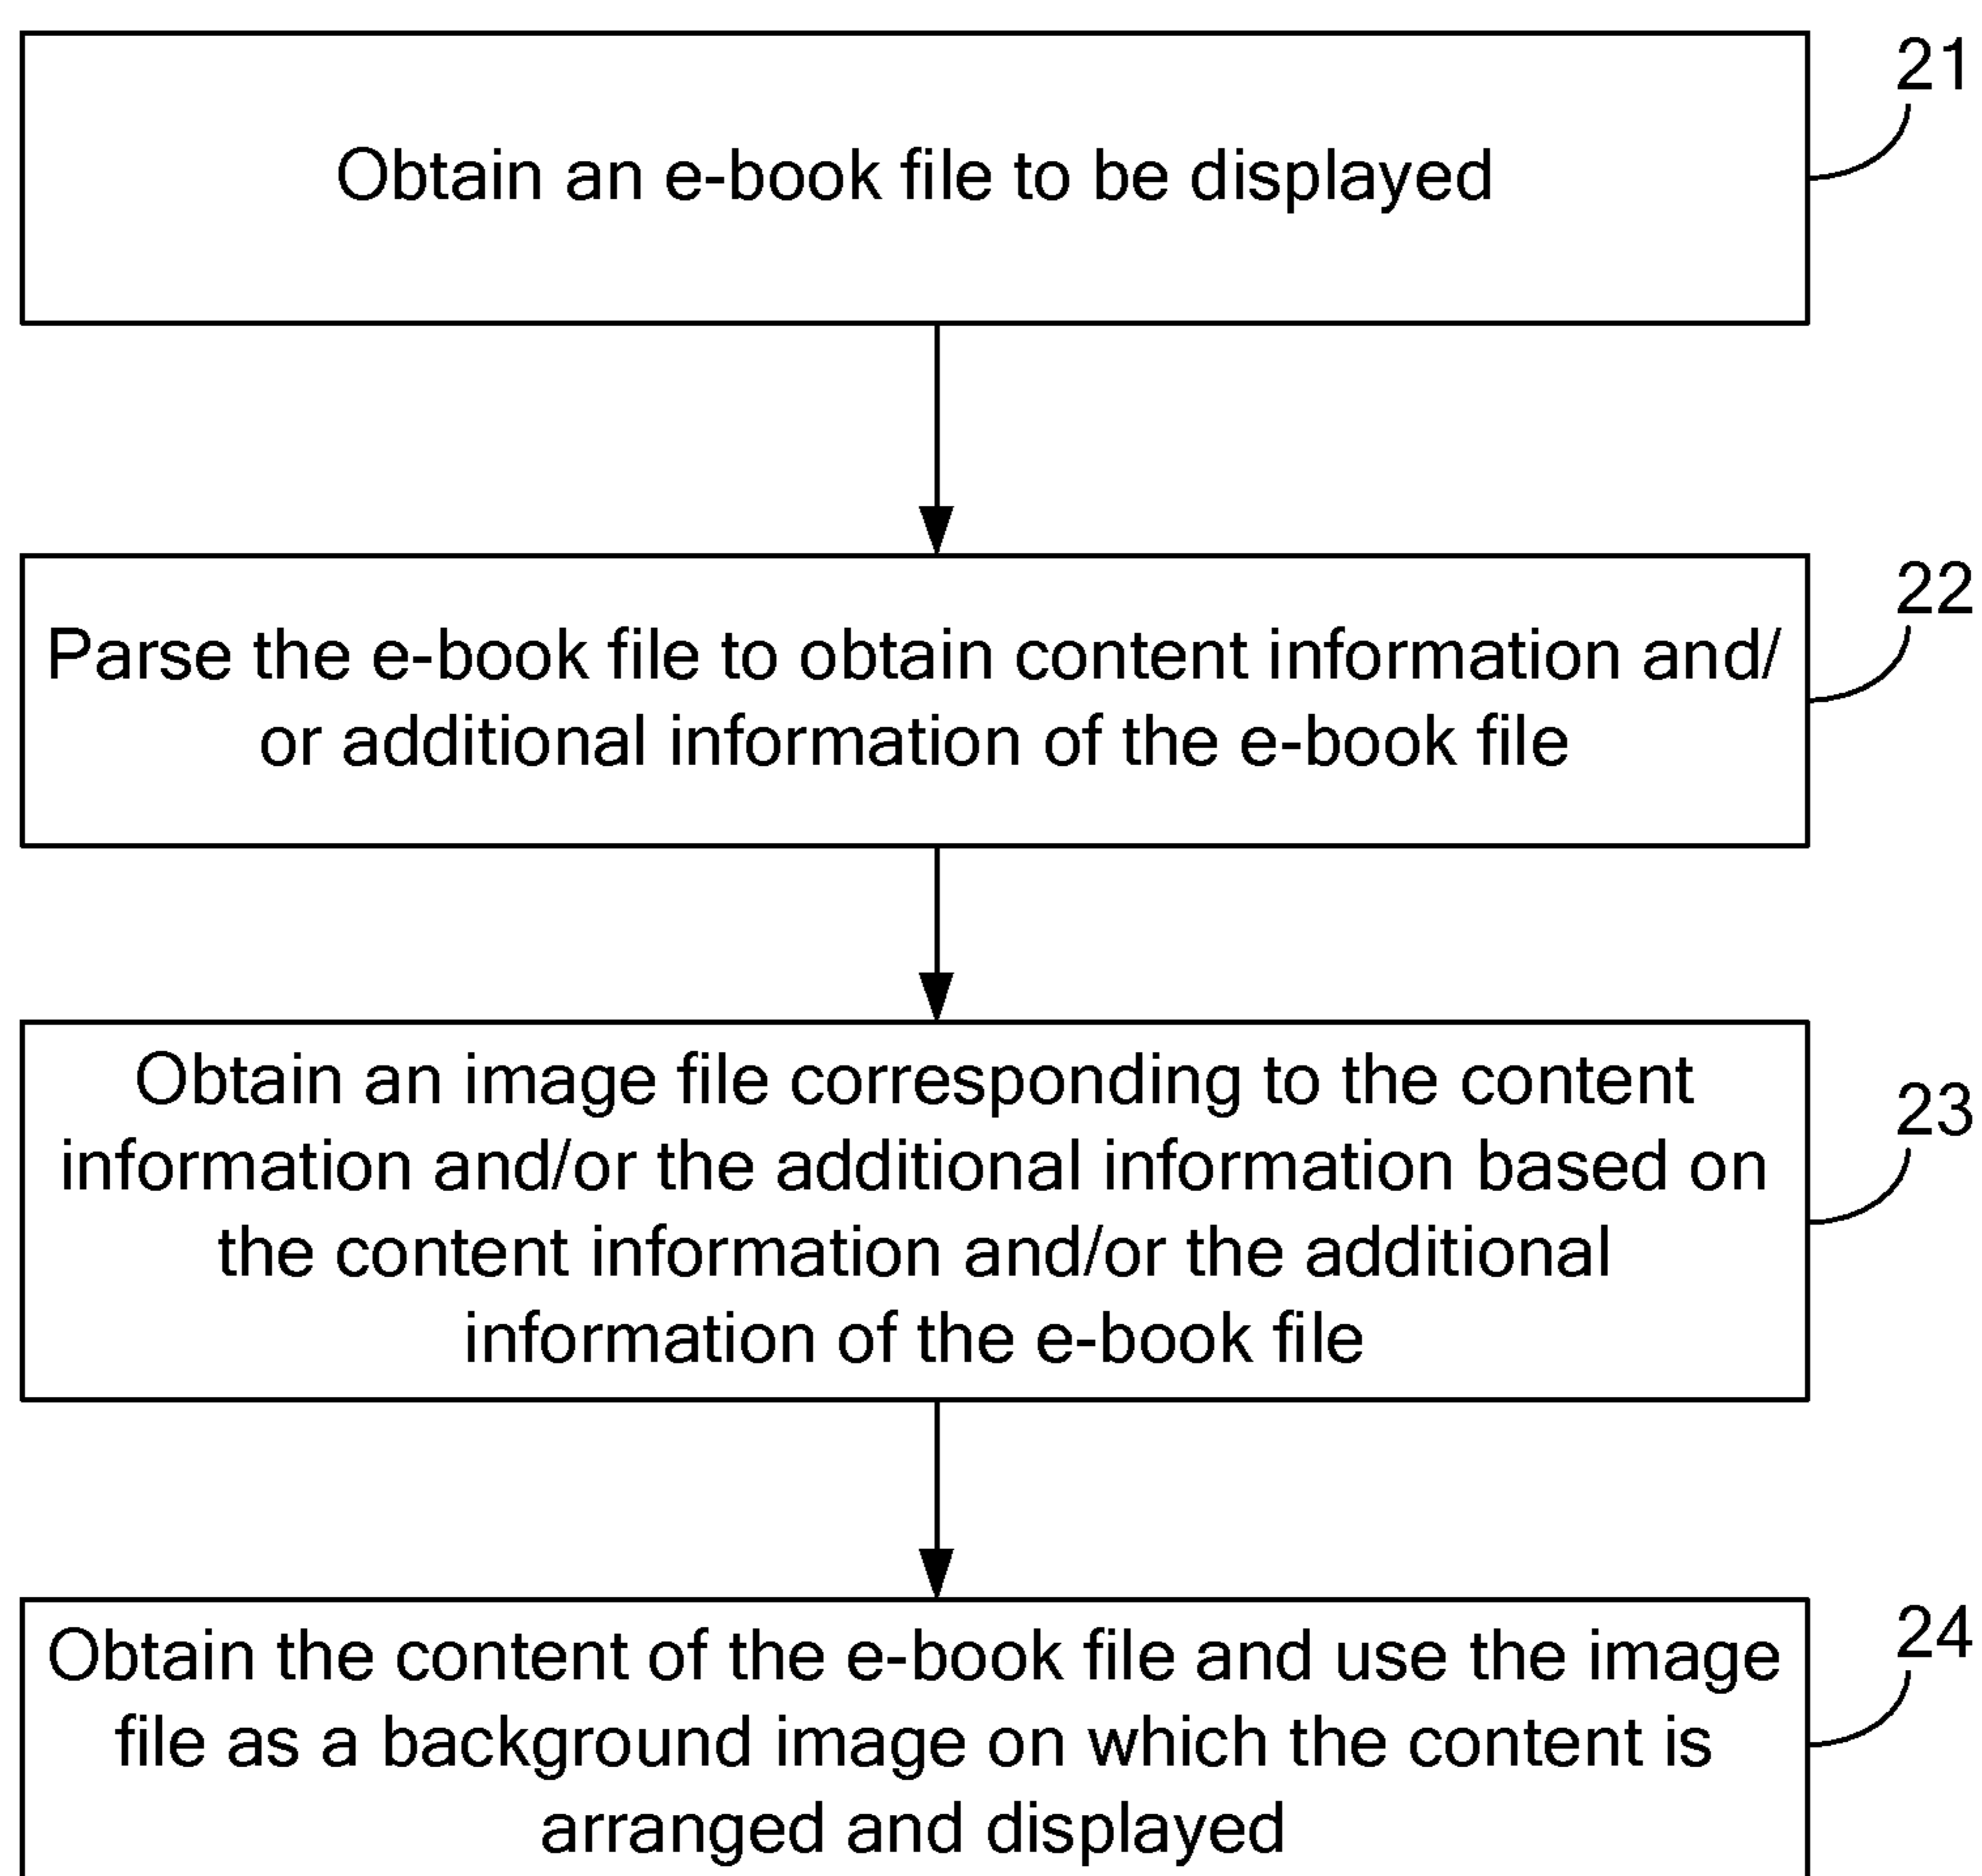 21
Obtain an e-book file to be displayed
22
Parse the e-book file to obtain content information and/
or additional information of the e-book file
23
Obtain an image file corresponding to the content
information and/or the additional information based on
the content information and/or the additional
information of the e-book file
24
Obtain the content of the e-book file and use the image
file as a background image on which the content is
arranged and displayed